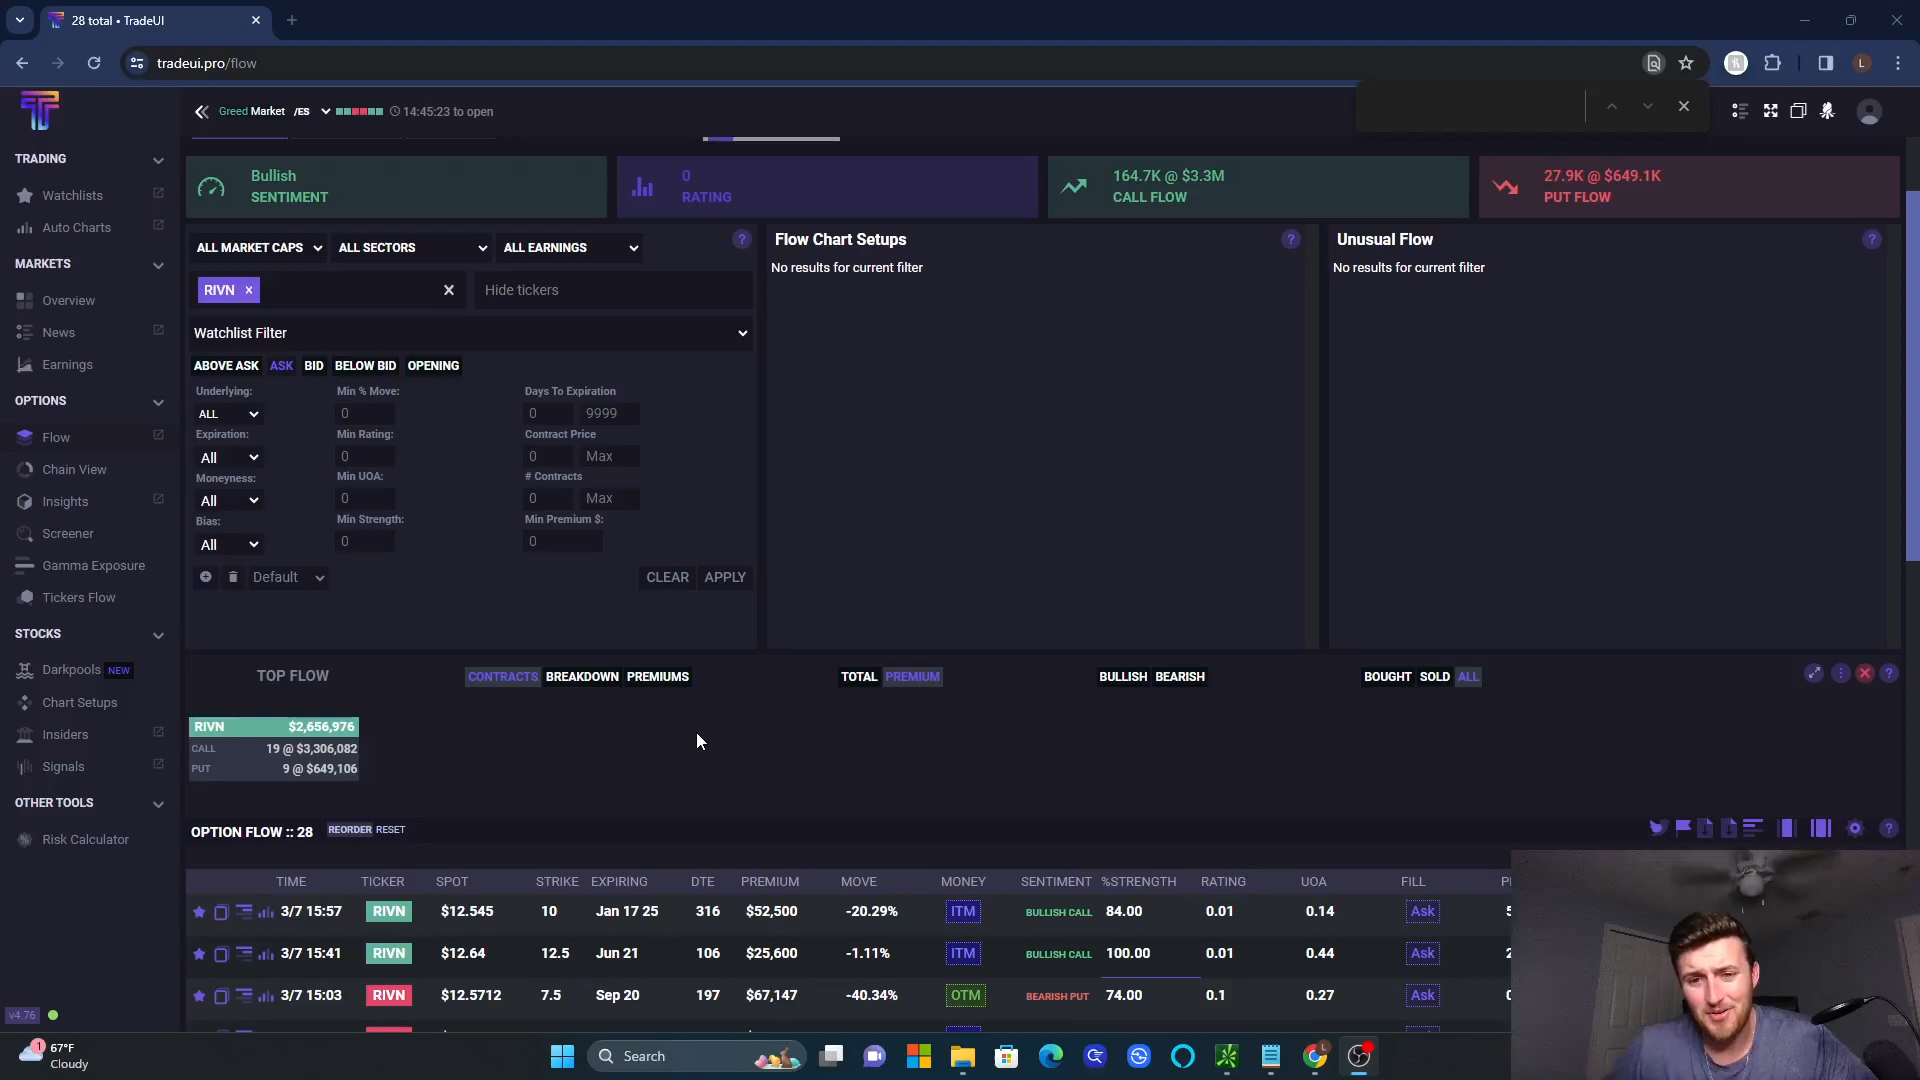 28 total • TradeUI
tradeui.pro/flow
L
Greed Market /ES 14:45:23 to open
TRADING
Watchlists
Auto Charts
MARKETS
Overview
News
Earnings
OPTIONS
Flow
Chain View
Insights
Screener
Gamma Exposure
Tickers Flow
STOCKS
Darkpools NEW
Chart Setups
Insiders
Signals
OTHER TOOLS
Risk Calculator
v4.76
Bullish
SENTIMENT
0
RATING
164.7K @ $3.3M
CALL FLOW
27.9K @ $649.1K
PUT FLOW
ALL MARKET CAPS ALL SECTORS ALL EARNINGS ?
RIVN × × Hide tickers
Watchlist Filter
ABOVE ASK ASK BID BELOW BID OPENING
Underlying: Min % Move: Days To Expiration
ALL 0 0 9999
Expiration: Min Rating: Contract Price
All 0 0 Max
Moneyness: Min UOA: # Contracts
All 0 0 Max
Bias: Min Strength: Min Premium $:
All 0 0
Default CLEAR APPLY
Flow Chart Setups ?
No results for current filter
Unusual Flow ?
No results for current filter
TOP FLOW CONTRACTS BREAKDOWN PREMIUMS TOTAL PREMIUM BULLISH BEARISH BOUGHT SOLD ALL ?
RIVN $2,656,976
CALL 19 @ $3,306,082
PUT 9 @ $649,106
OPTION FLOW :: 28 REORDER RESET ?
TIME TICKER SPOT STRIKE EXPIRING DTE PREMIUM MOVE MONEY SENTIMENT %STRENGTH RATING UOA FILL
3/7 15:57 RIVN $12.545 10 Jan 17 25 316 $52,500 -20.29% ITM BULLISH CALL 84.00 0.01 0.14 Ask
3/7 15:41 RIVN $12.64 12.5 Jun 21 106 $25,600 -1.11% ITM BULLISH CALL 100.00 0.01 0.44 Ask
3/7 15:03 RIVN $12.5712 7.5 Sep 20 197 $67,147 -40.34% OTM BEARISH PUT 74.00 0.1 0.27 Ask
1
67°F
Cloudy
Search
L